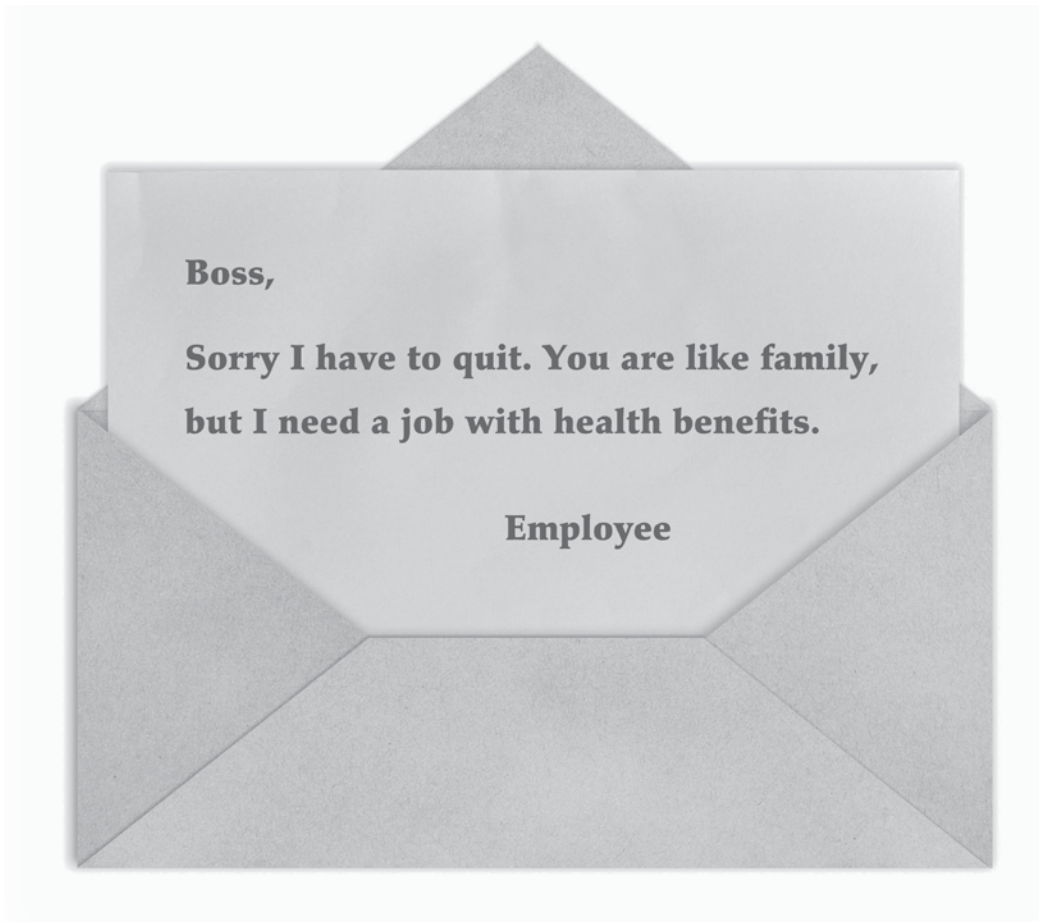 Boss,
Sorry I have to quit. You are like family,
but I need a job with health benefits.
Employee